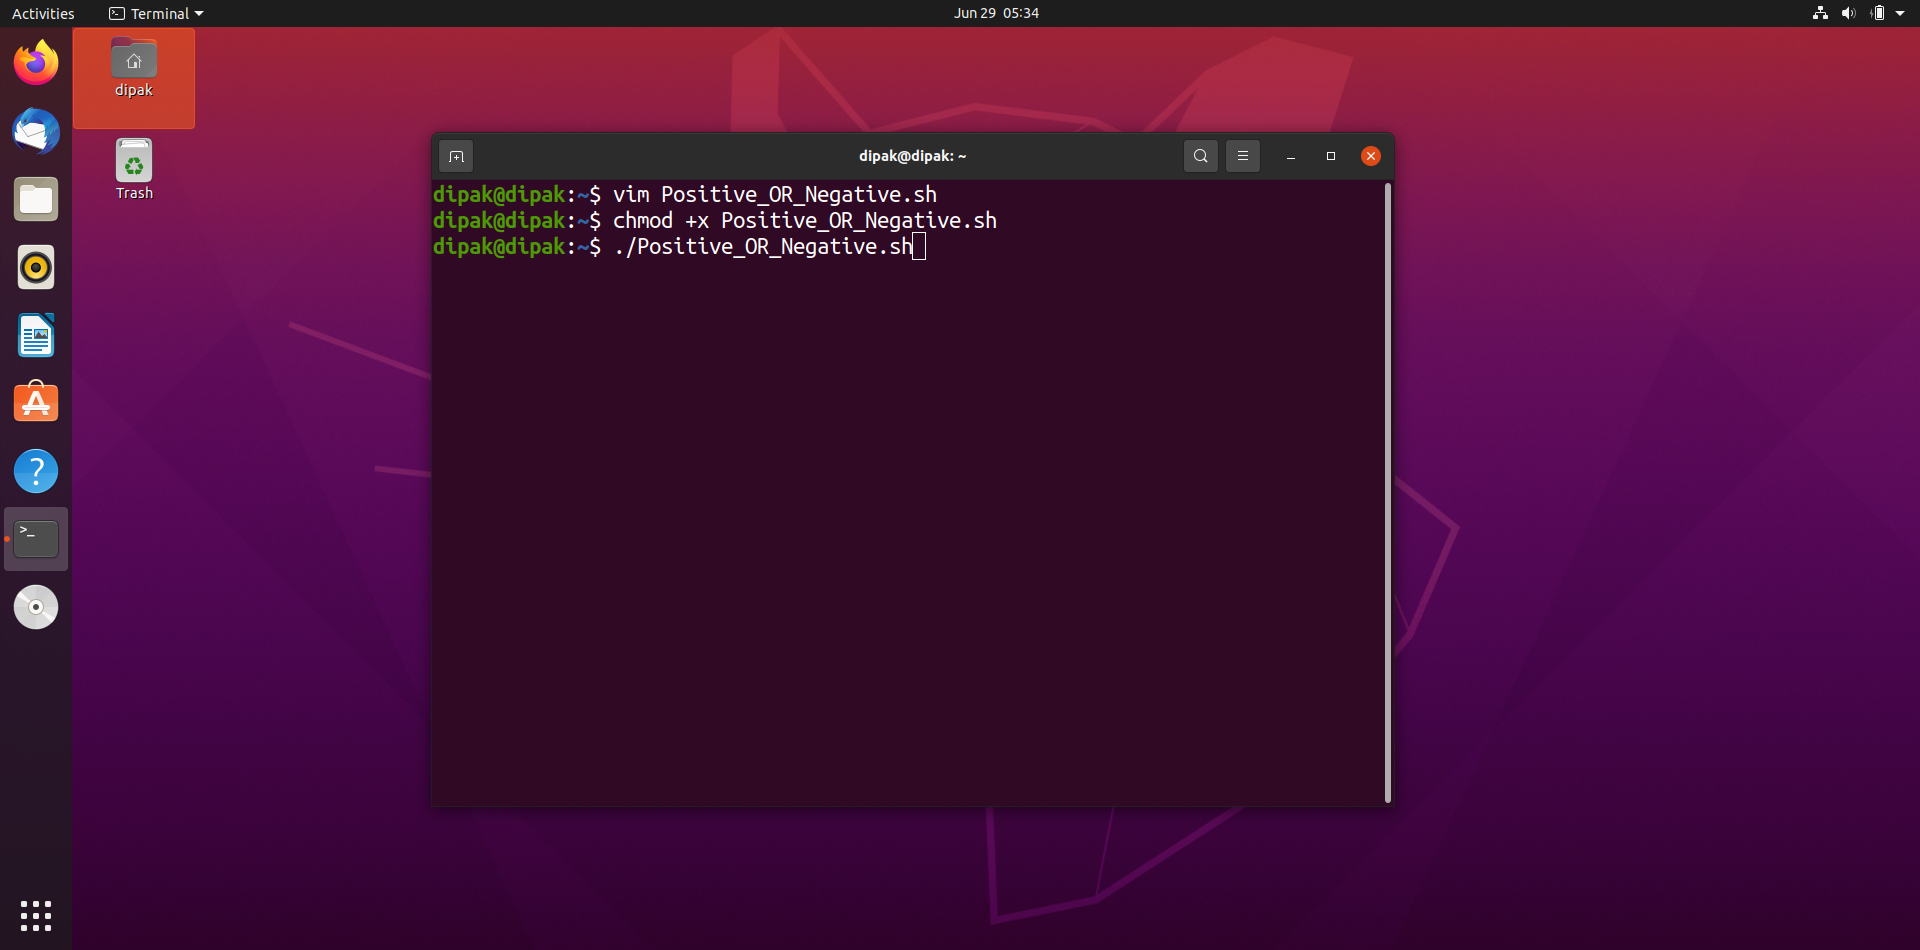 Activities Terminal Jun 29 05:34
dipak
Trash
dipak@dipak: ~
dipak@dipak:~$ vim Positive_OR_Negative.sh
dipak@dipak:~$ chmod +x Positive_OR_Negative.sh
dipak@dipak:~$ ./Positive_OR_Negative.sh